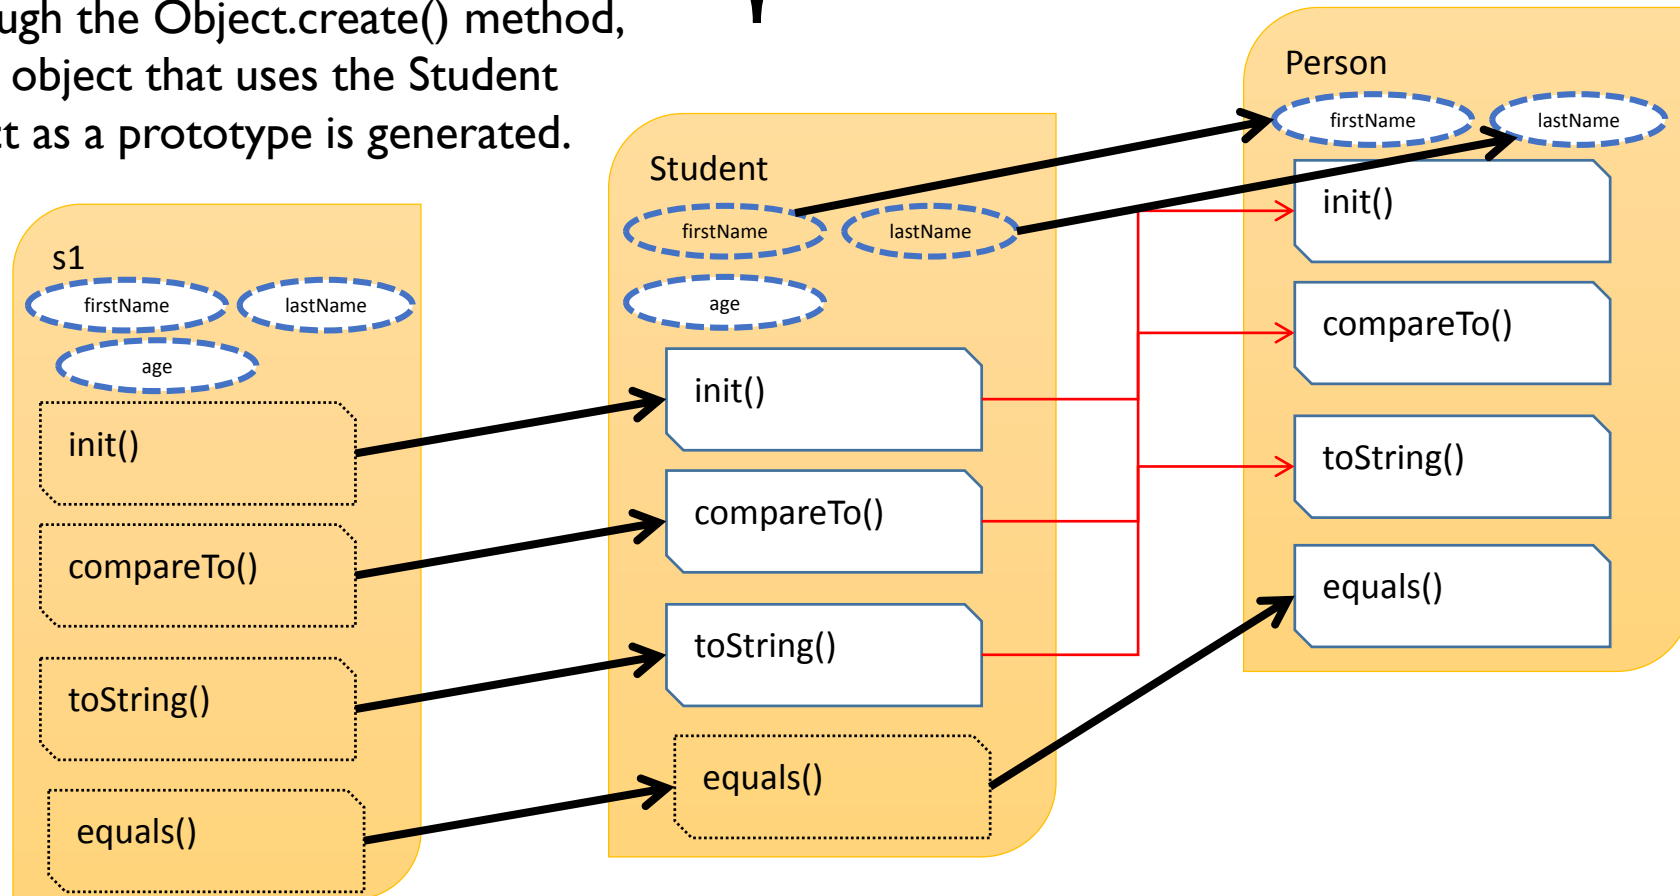 the Object.create() method,
object that uses the Student
as a prototype is generated.
Person
firstName
lastName
init()
compareTo()
toString()
equals()
Student
firstName
lastName
age
init()
compareTo()
toString()
equals()
s1
firstName
lastName
age
init()
compareTo()
toString()
equals()